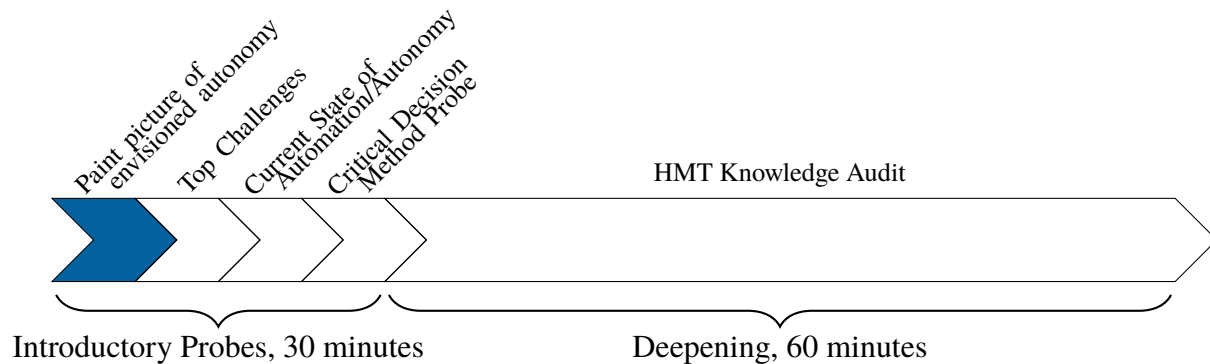 Paint picture of
envisioned autonomy
Top Challenges
Current State of
Automation/Autonomy
Critical Decision
Method Probe
HMT Knowledge Audit
Introductory Probes, 30 minutes
Deepening, 60 minutes